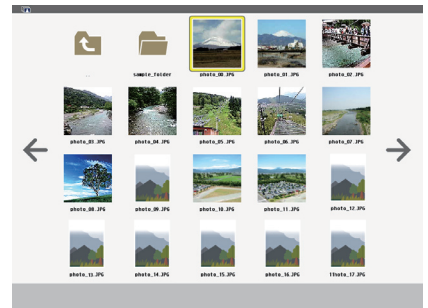 ..
sample_folder
photo_00.JPG
photo_01.JPG
photo_02.JPG
photo_03.JPG
photo_04.JPG
photo_05.JPG
photo_06.JPG
photo_07.JPG
photo_08.JPG
photo_09.JPG
photo_10.JPG
photo_11.JPG
photo_12.JPG
photo_13.JPG
photo_14.JPG
photo_15.JPG
photo_16.JPG
11hoto_17.JPG